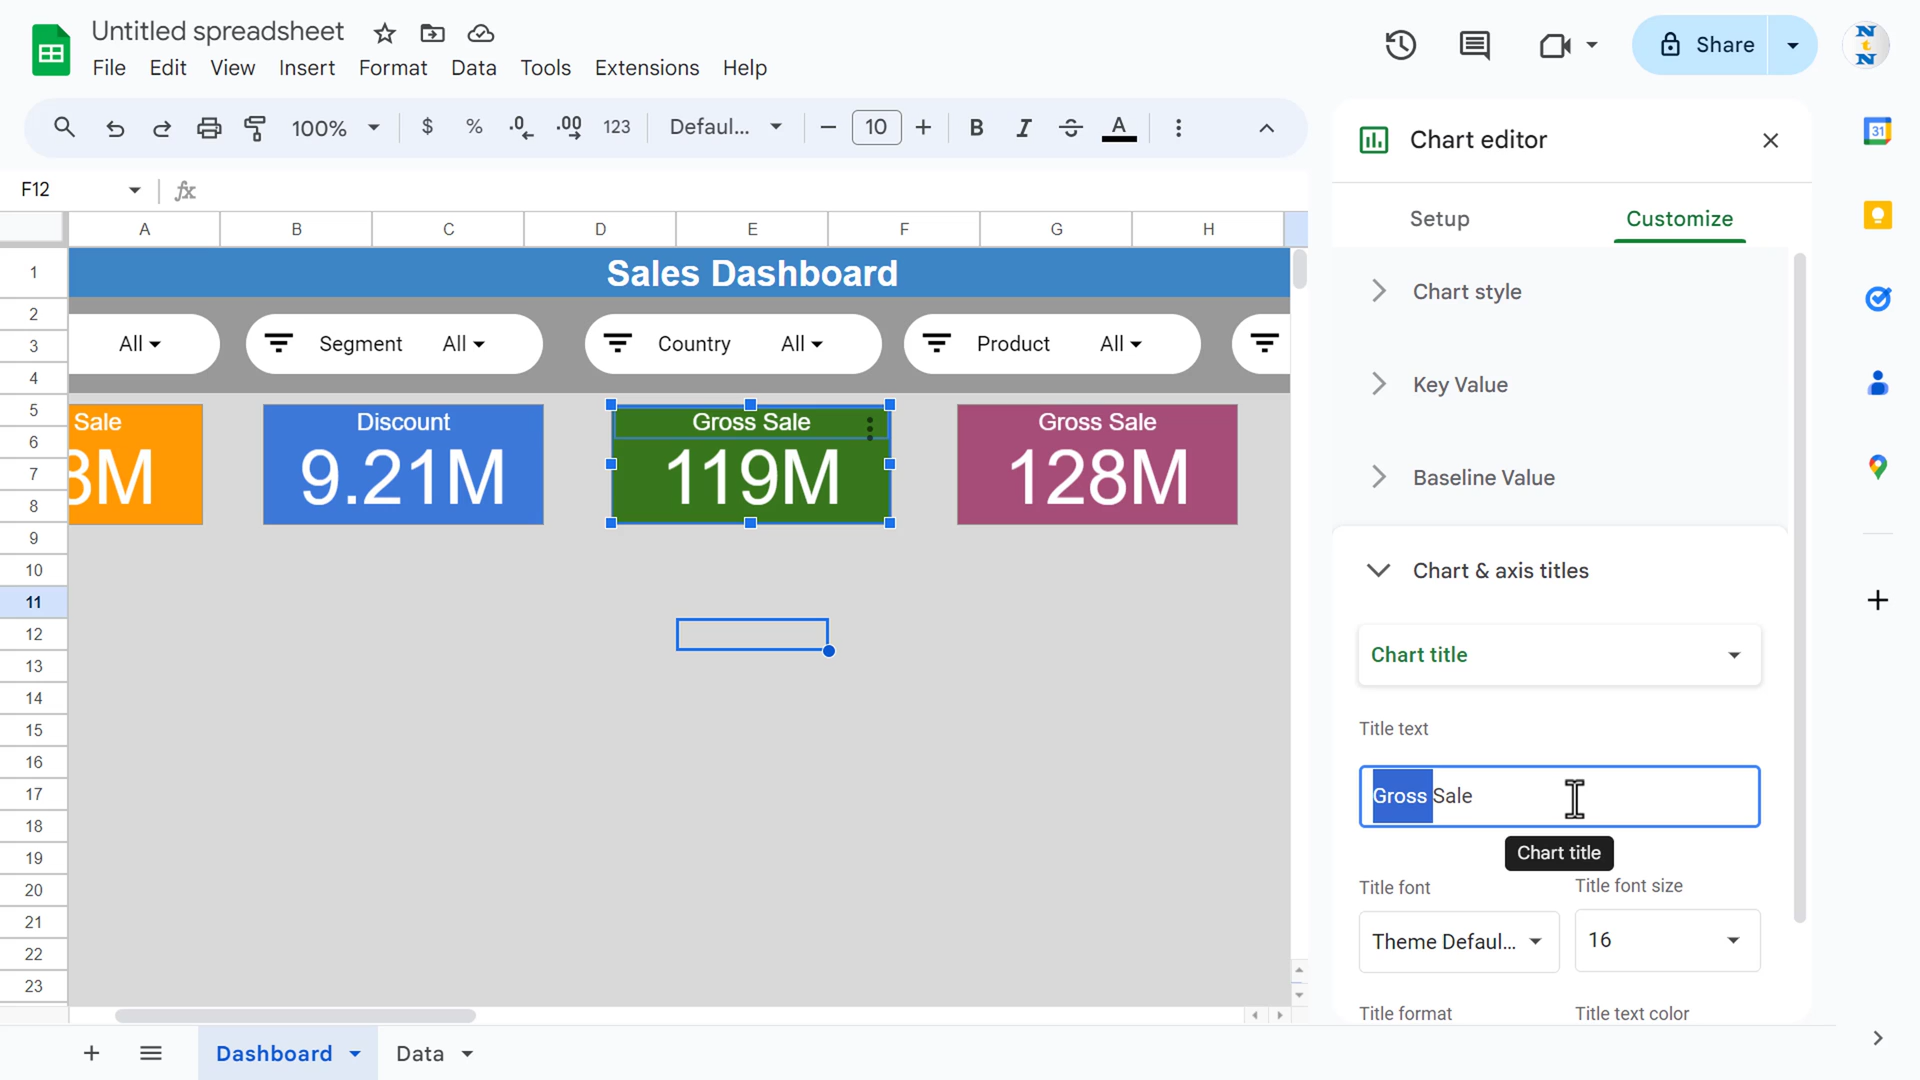 Untitled spreadsheet
File Edit View Insert Format Data Tools Extensions Help
Share
N
t
N
100% $ % .0 .00 123 Defaul... 10 B I S A
Chart editor
31
F12 fx
Setup Customize
A B C D E F G H
1 Sales Dashboard
Chart style
2
3 All Segment All Country All Product All
4
Key Value
5 Sale Discount Gross Sale Gross Sale
6
7 8M 9.21M 119M 128M
8
Baseline Value
9
10
Chart & axis titles
11
12
Chart title
13
14
Title text
15
16
17
Gross Sale
18
Chart title
19
20
Title font Title font size
21
22
Theme Defaul... 16
23
Title format Title text color
Dashboard Data